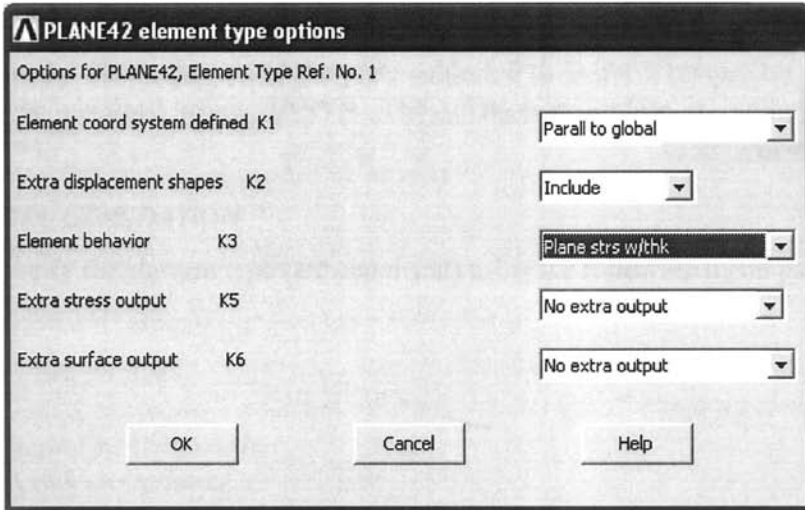 PLANE42 element type options
Options for PLANE42, Element Type Ref. No. 1
Element coord system defined K1 Parall to global
Extra displacement shapes K2 Include
Element behavior K3 Plane strs w/thk
Extra stress output K5 No extra output
Extra surface output K6 No extra output
OK Cancel Help